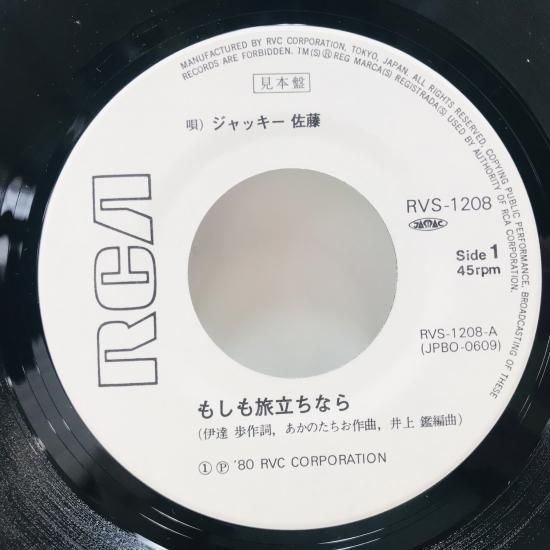 MANUFACTURED BY RVC CORPORATION, TOKYO, JAPAN. ALL RIGHTS RESERVED. COPYING PUBLIC PERFORMANCE, BROADCASTING OF THESE
RECORDS ARE FORBIDDEN. TM(S)®REG MARCA(S) REGISTRADA(S) USED BY AUTHORITY OF RCA CORPORATION.
見本盤
唄) ジャッキー 佐藤
RCA
RVS-1208
JASRAC
Side 1
45rpm
RVS-1208-A
(JPBO-0609)
もしも旅立ちなら
(伊達 歩作詞, あかのたちお作曲, 井上 鑑編曲)
①Ⓟ '80 RVC CORPORATION